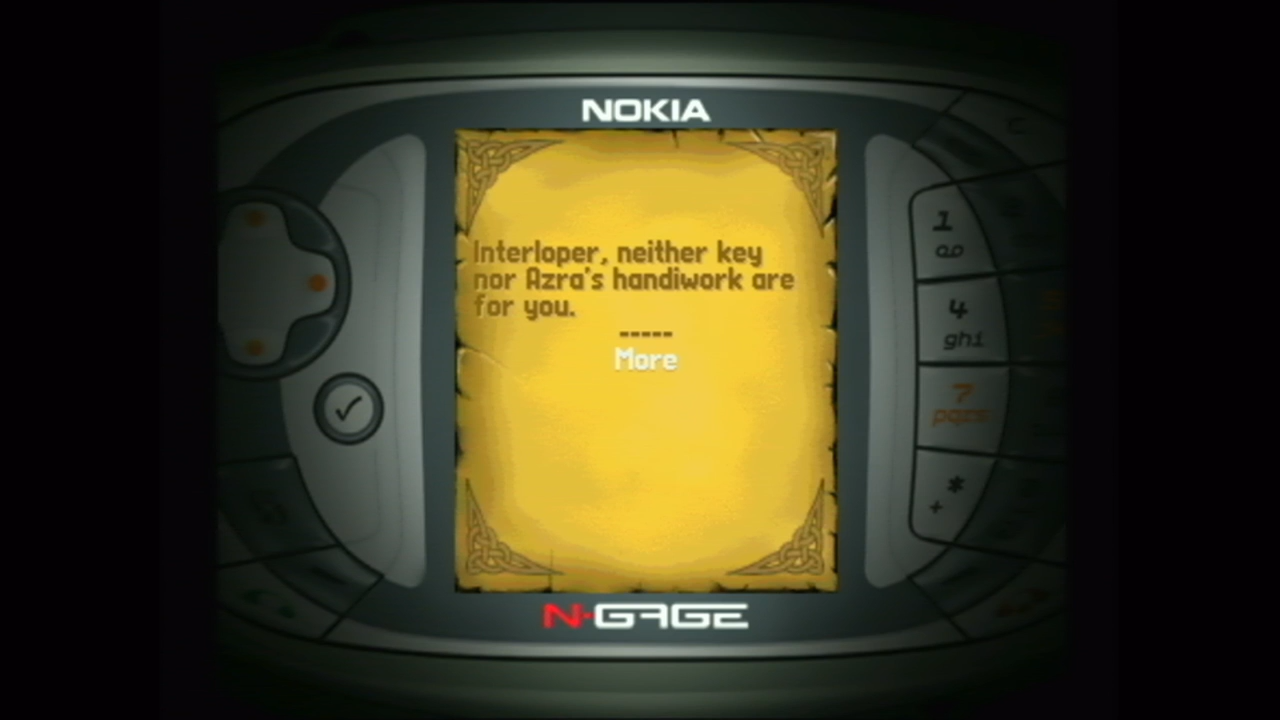 NOKIA
Interloper, neither key
nor Azra's handiwork are
for you.
-----
More
N-GAGE
1
4
ghi
7
pqrs
*
+